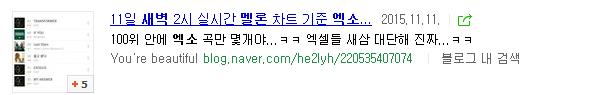 11일 새벽 2시 실시간 멜론 차트 기준 엑소... 2015.11.11.
100위 안에 엑소 곡만 몇개야...ㅋㅋ 엑셀들 새삼 대단해 진짜...ㅋㅋ
You're beautiful blog.naver.com/he2lyh/220535407074 | 블로그 내 검색
TRANSFORMER
+ 5